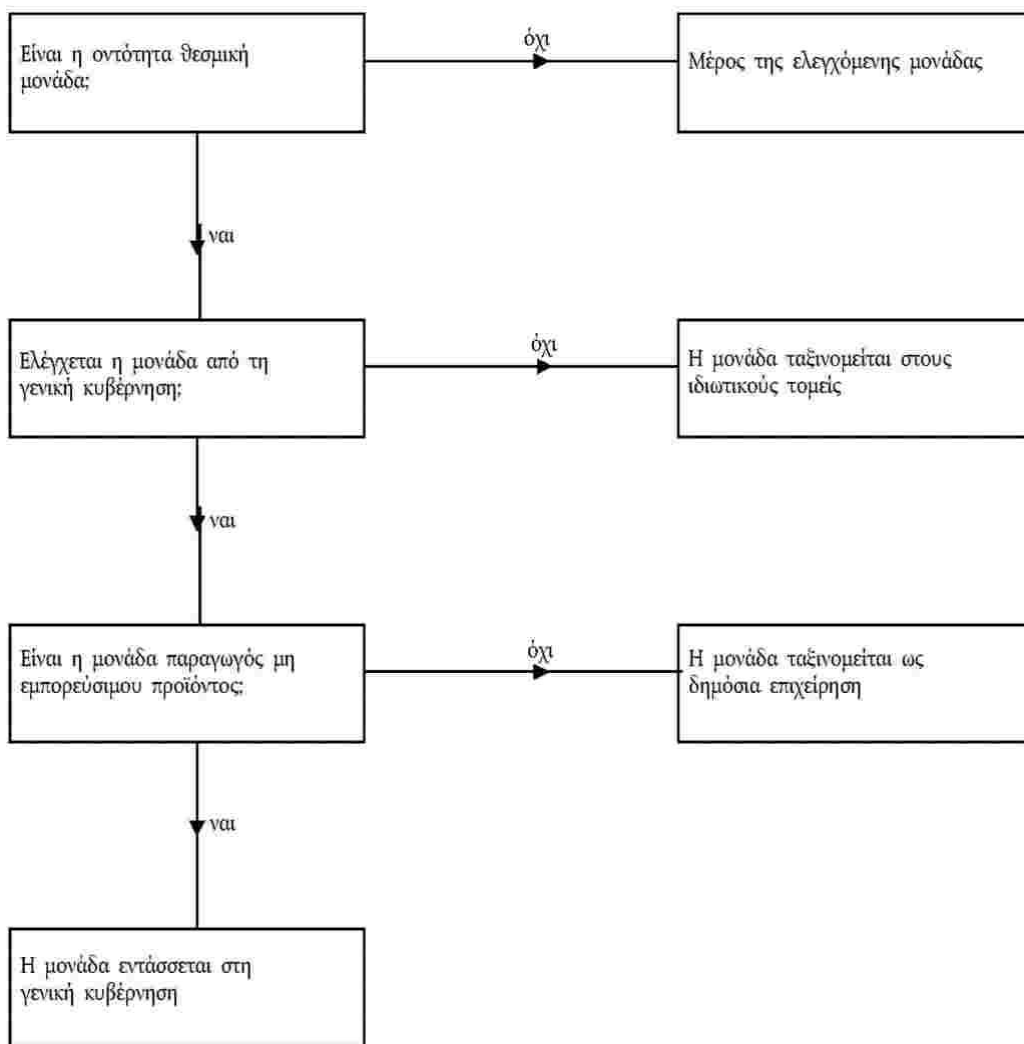 Είναι η οντότητα θεσμική
μονάδα;
όχι
Μέρος της ελεγχόμενης μονάδας
ναι
Ελέγχεται η μονάδα από τη
γενική κυβέρνηση;
όχι
Η μονάδα ταξινομείται στους
ιδιωτικούς τομείς
ναι
Είναι η μονάδα παραγωγός μη
εμπορεύσιμου προϊόντος;
όχι
Η μονάδα ταξινομείται ως
δημόσια επιχείρηση
ναι
Η μονάδα εντάσσεται στη
γενική κυβέρνηση